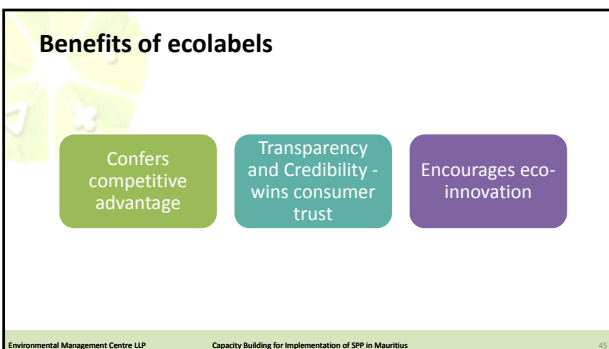 Benefits of ecolabels
Confers
competitive
advantage
Transparency
and Credibility -
wins consumer
trust
Encourages eco-
innovation
Environmental Management Centre LLP
Capacity Building for Implementation of SPP in Mauritius
45